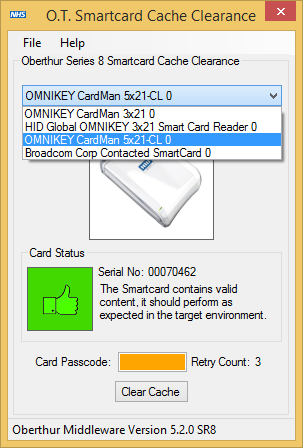 NHS
O.T. Smartcard Cache Clearance
File Help
Oberthur Series 8 Smartcard Cache Clearance
OMNIKEY CardMan 5x21-CL 0
OMNIKEY CardMan 3x21 0
HID Global OMNIKEY 3x21 Smart Card Reader 0
OMNIKEY CardMan 5x21-CL 0
Broadcom Corp Contacted SmartCard 0
Card Status
Serial No: 00070462
The Smartcard contains valid
content, it should perform as
expected in the target environment.
Card Passcode: Retry Count: 3
Clear Cache
Oberthur Middleware Version 5.2.0 SR8